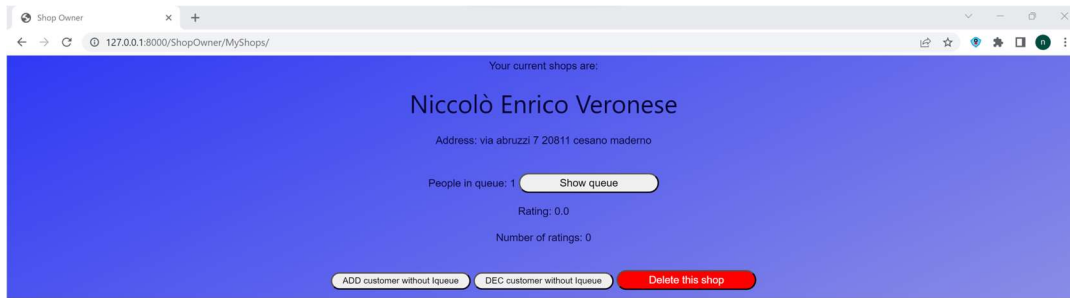 Shop Owner
127.0.0.1:8000/ShopOwner/MyShops/
n
Your current shops are:
Niccolò Enrico Veronese
Address: via abruzzi 7 20811 cesano maderno
People in queue: 1 Show queue
Rating: 0.0
Number of ratings: 0
ADD customer without Iqueue DEC customer without Iqueue Delete this shop